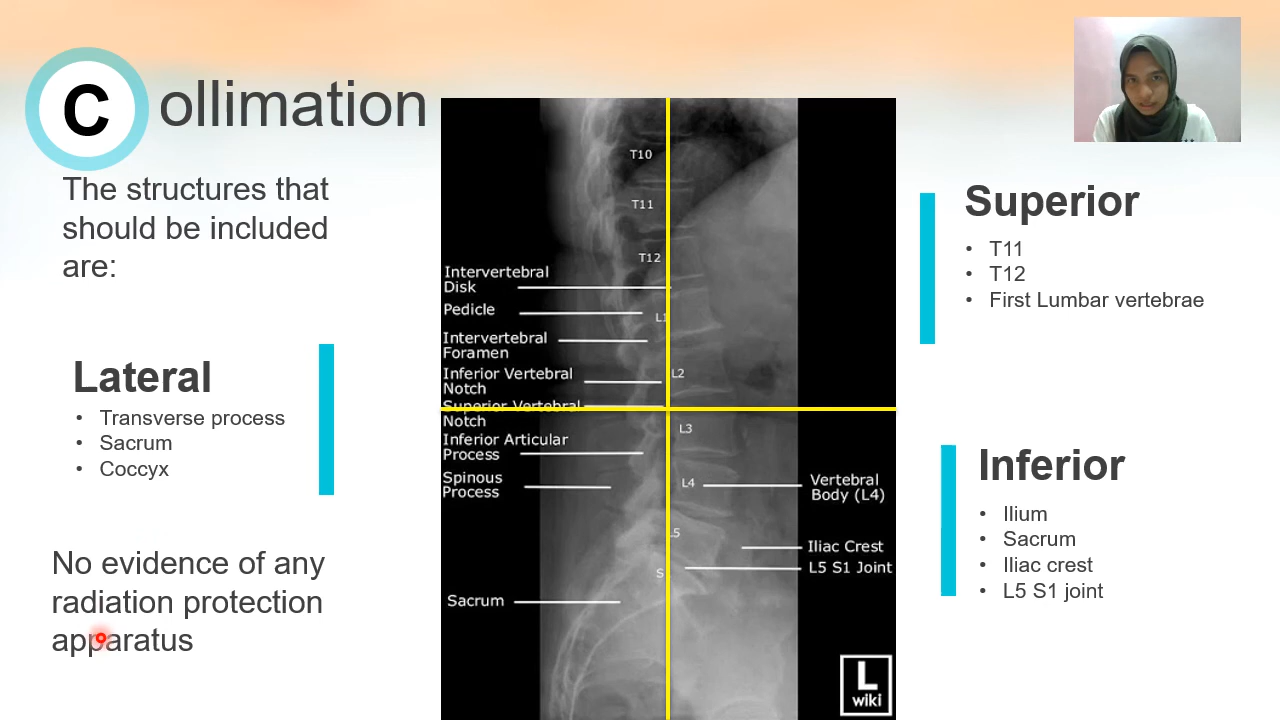 C ollimation
The structures that
should be included
are:
Lateral
• Transverse process
• Sacrum
• Coccyx
No evidence of any
radiation protection
apparatus
T10
T11
T12
Intervertebral
Disk
Pedicle
L1
Intervertebral
Foramen
Inferior Vertebral
Notch
L2
Superior Vertebral
Notch
L3
Inferior Articular
Process
Spinous
Process
L4
Vertebral
Body (L4)
L5
Iliac Crest
L5 S1 Joint
S
Sacrum
L
wiki
Superior
• T11
• T12
• First Lumbar vertebrae
Inferior
• Ilium
• Sacrum
• Iliac crest
• L5 S1 joint